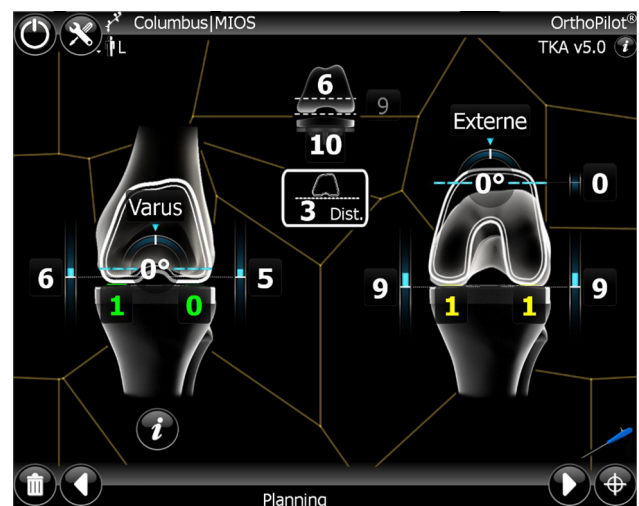 Columbus|MIOS
OrthoPilot®
L
TKA v5.0
i
6
9
10
3 Dist.
Varus
0°
6
5
1
0
Externe
0°
0
9
9
1
1
i
Planning